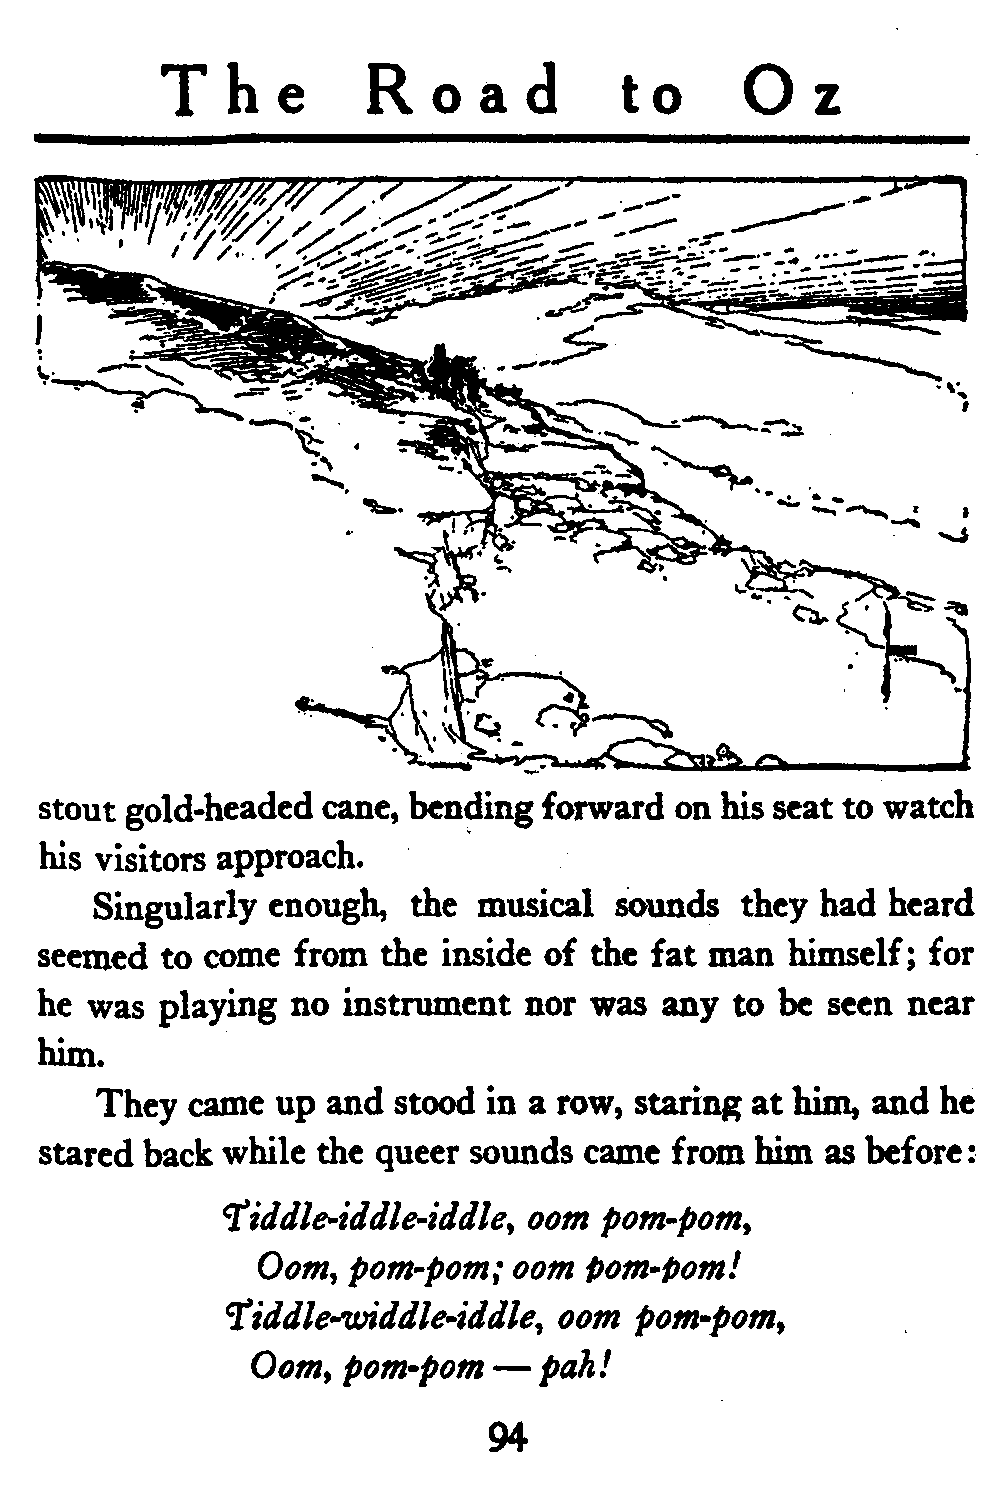 The Road to Oz
stout gold-headed cane, bending forward on his seat to watch
his visitors approach.
Singularly enough, the musical sounds they had heard
seemed to come from the inside of the fat man himself; for
he was playing no instrument nor was any to be seen near
him.
They came up and stood in a row, staring at him, and he
stared back while the queer sounds came from him as before:
Tiddle-iddle-iddle, oom pom-pom,
Oom, pom-pom; oom pom-pom!
Tiddle-widdle-iddle, oom pom-pom,
Oom, pom-pom — pah!
94